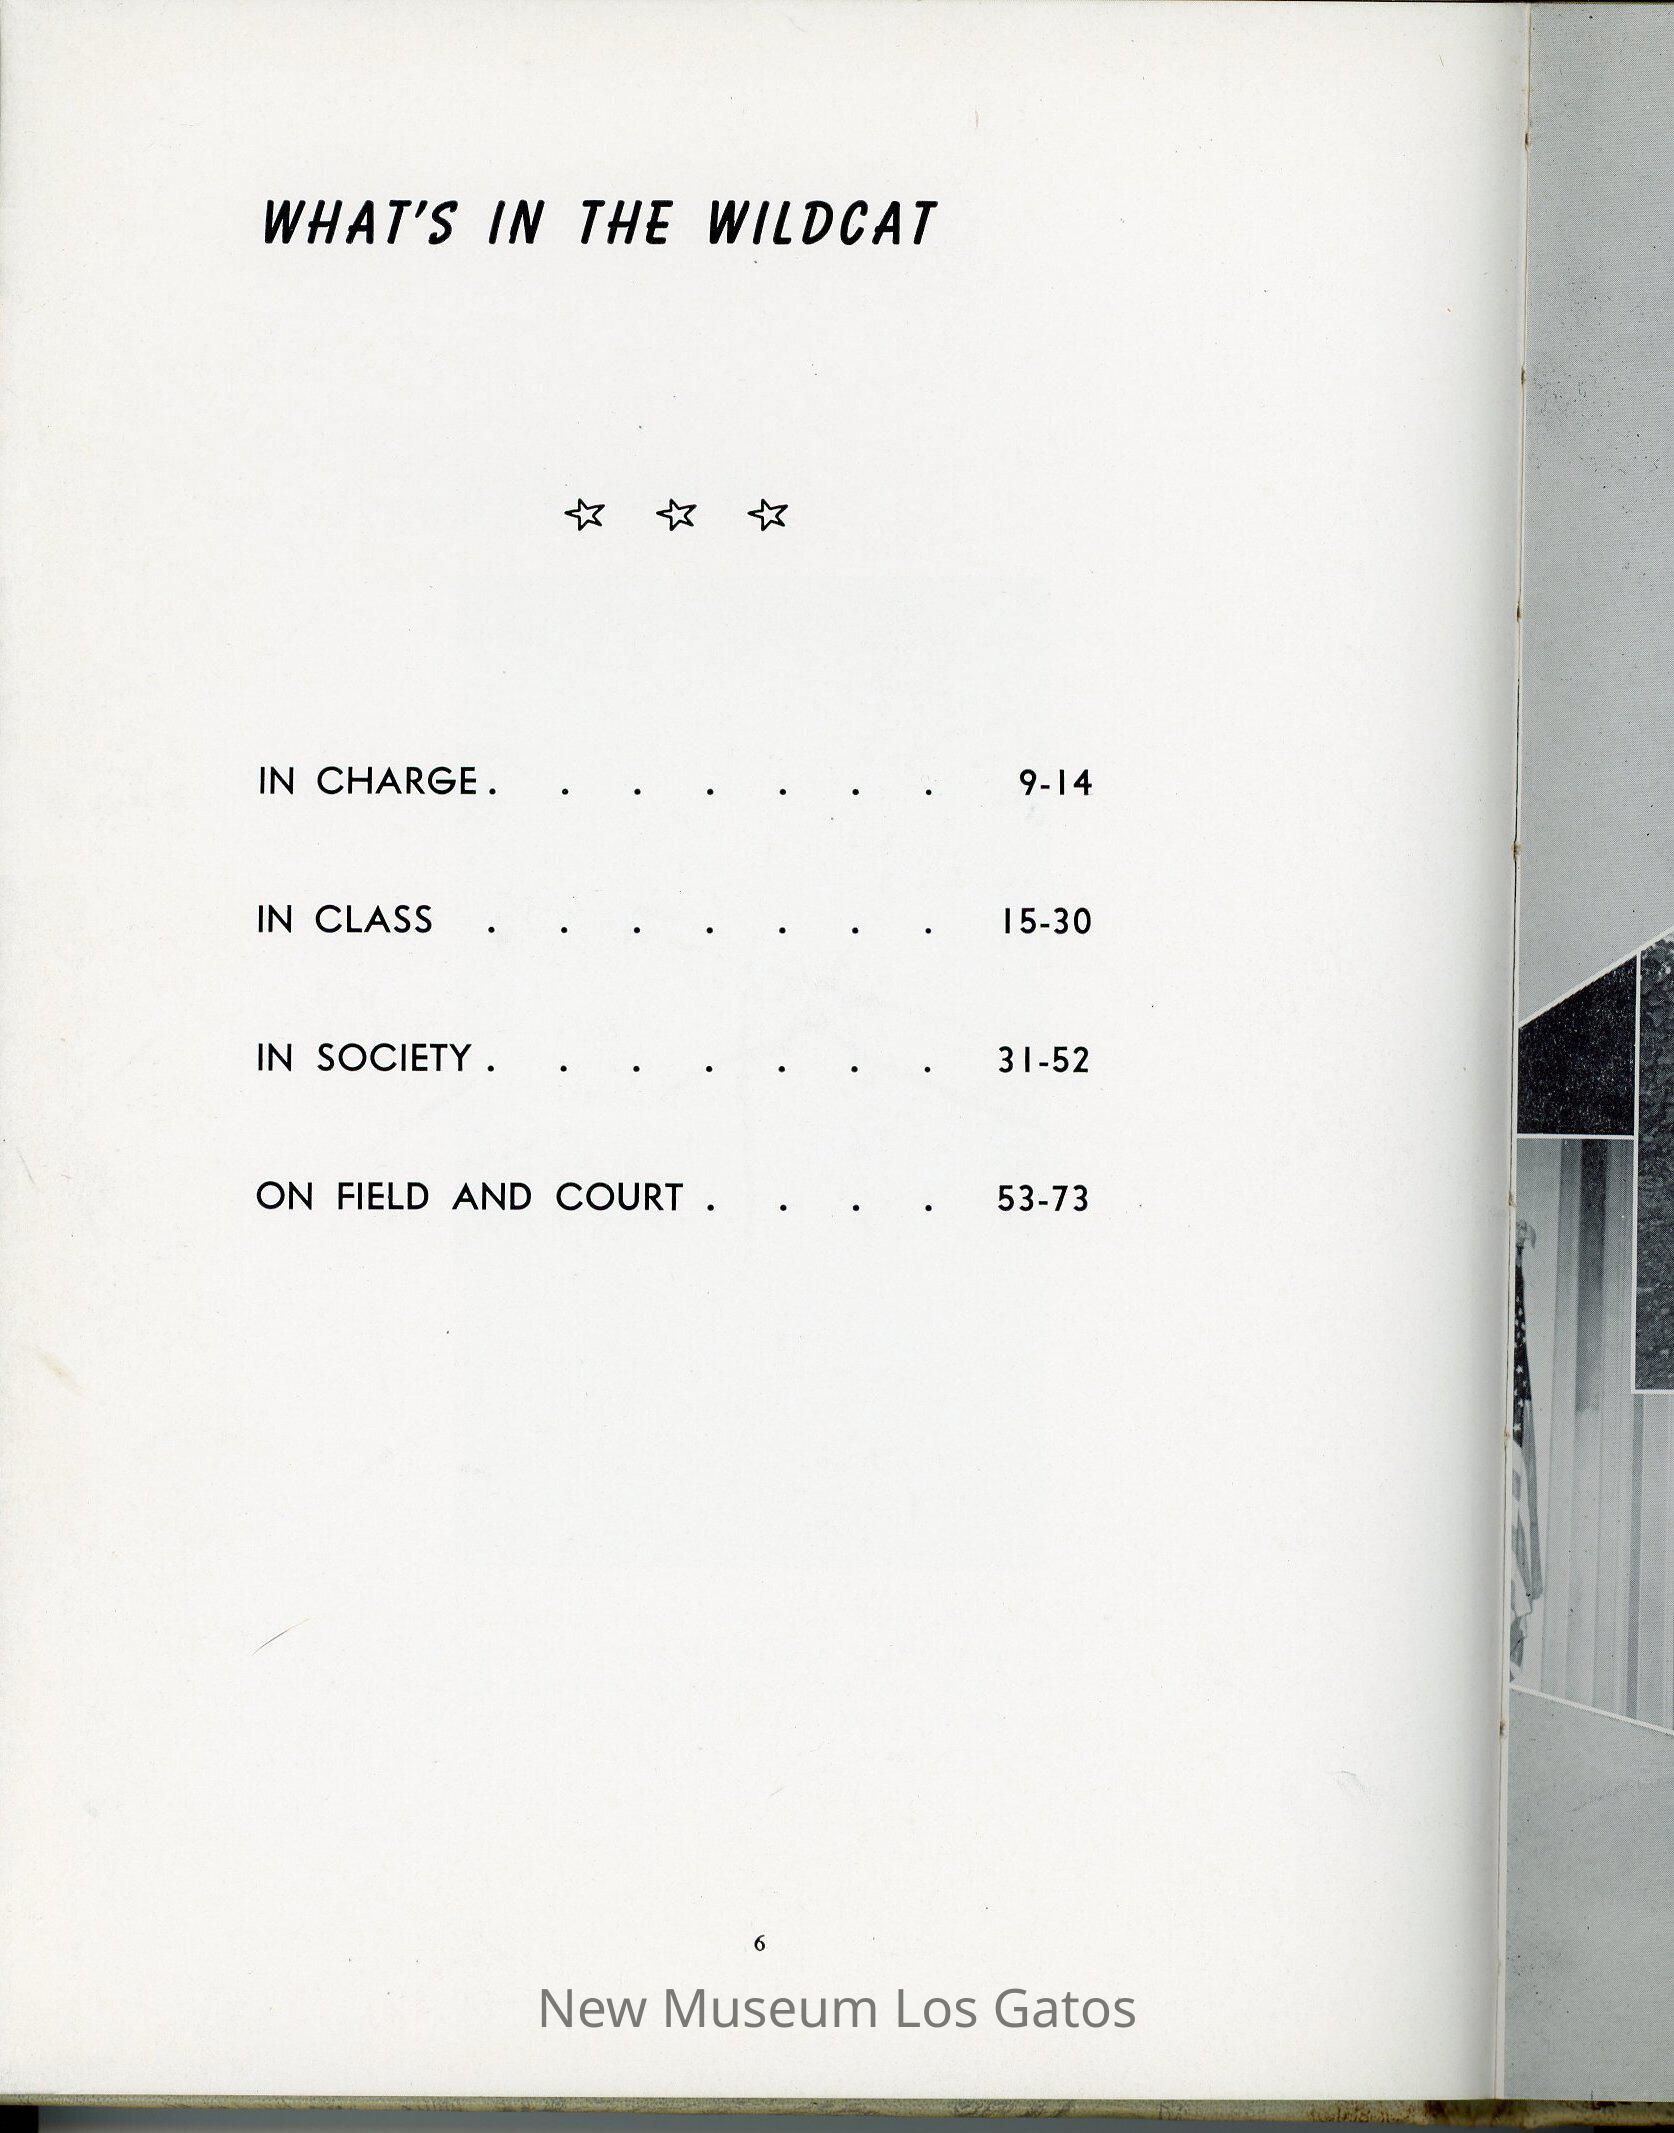 WHAT'S IN THE WILDCAT
IN CHARGE . . . . . . . 9-14
IN CLASS . . . . . . . 15-30
IN SOCIETY . . . . . . . 31-52
ON FIELD AND COURT . . . . 53-73
6
New Museum Los Gatos